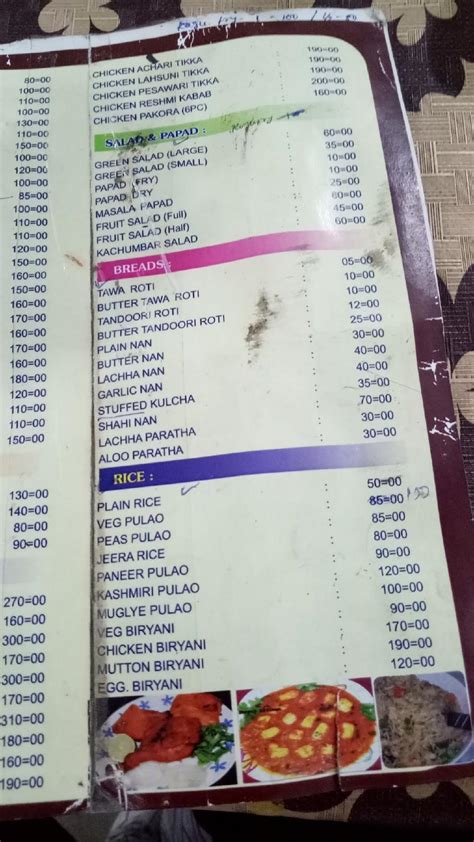 80=00
100=00
110=00
100=00
130=00
110=00
150=00
100=00
120=00
100=00
85=00
100=00
110=00
110=00
120=00
150=00
160=00
150=00
170=00
160=00
180=00
120=00
110=00
150=00
130=00
140=00
80=00
90=00
270=00
160=00
300=00
170=00
300=00
170=00
310=00
180=00
160=00
190=00
CHICKEN ACHARI TIKKA : 190=00
CHICKEN LAHSUNI TIKKA : 190=00
CHICKEN PESAWARI TIKKA : 190=00
CHICKEN RESHMI KABAB : 200=00
CHICKEN PAKORA (6PC) : 160=00
SALAD & PAPAD :
GREEN SALAD (LARGE) : 60=00
GREEN SALAD (SMALL) : 35=00
PAPAD (FRY) : 10=00
PAPAD DRY : 10=00
MASALA PAPAD : 25=00
FRUIT SALAD (Full) : 60=00
FRUIT SALAD (Half) : 45=00
KACHUMBAR SALAD : 60=00
BREADS :
TAWA ROTI : 05=00
BUTTER TAWA ROTI : 10=00
TANDOORI ROTI : 10=00
BUTTER TANDOORI ROTI : 12=00
PLAIN NAN : 25=00
BUTTER NAN : 30=00
LACHHA NAN : 40=00
GARLIC NAN : 40=00
STUFFED KULCHA : 35=00
SHAHI NAN : 70=00
LACHHA PARATHA : 30=00
ALOO PARATHA : 30=00
RICE :
PLAIN RICE : 50=00
VEG PULAO : 85=00 100
PEAS PULAO : 85=00
JEERA RICE : 80=00
PANEER PULAO : 90=00
KASHMIRI PULAO : 120=00
MUGLYE PULAO : 100=00
VEG BIRYANI : 90=00
CHICKEN BIRYANI : 170=00
MUTTON BIRYANI : 190=00
EGG. BIRYANI : 120=00